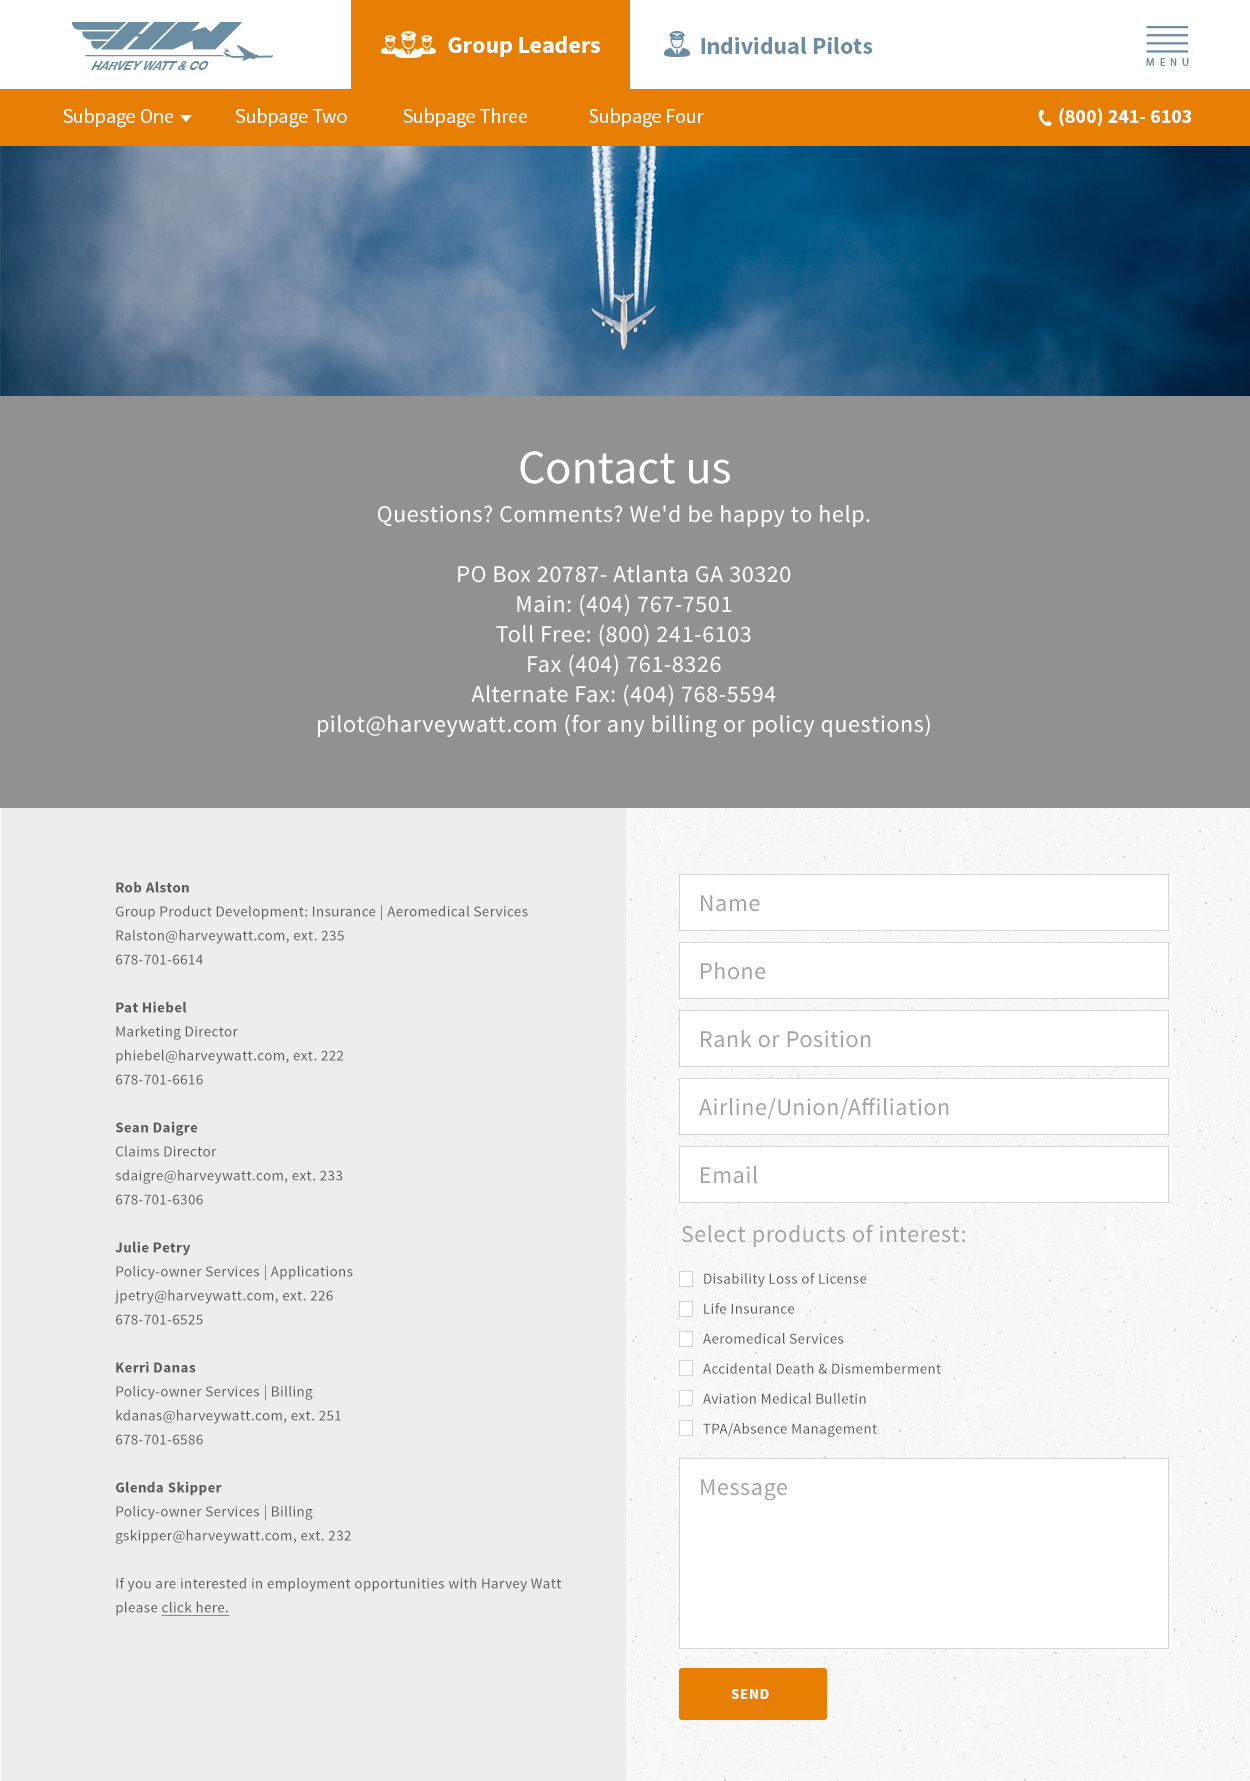 HW
HARVEY WATT & CO
Group Leaders
Individual Pilots
MENU
Subpage One
Subpage Two
Subpage Three
Subpage Four
(800) 241- 6103
Contact us
Questions? Comments? We'd be happy to help.
PO Box 20787- Atlanta GA 30320
Main: (404) 767-7501
Toll Free: (800) 241-6103
Fax (404) 761-8326
Alternate Fax: (404) 768-5594
pilot@harveywatt.com (for any billing or policy questions)
Rob Alston
Group Product Development: Insurance | Aeromedical Services
Ralston@harveywatt.com, ext. 235
678-701-6614
Pat Hiebel
Marketing Director
phiebel@harveywatt.com, ext. 222
678-701-6616
Sean Daigre
Claims Director
sdaigre@harveywatt.com, ext. 233
678-701-6306
Julie Petry
Policy-owner Services | Applications
jpetry@harveywatt.com, ext. 226
678-701-6525
Kerri Danas
Policy-owner Services | Billing
kdanas@harveywatt.com, ext. 251
678-701-6586
Glenda Skipper
Policy-owner Services | Billing
gskipper@harveywatt.com, ext. 232
If you are interested in employment opportunities with Harvey Watt
please click here.
Name
Phone
Rank or Position
Airline/Union/Affiliation
Email
Select products of interest:
Disability Loss of License
Life Insurance
Aeromedical Services
Accidental Death & Dismemberment
Aviation Medical Bulletin
TPA/Absence Management
Message
SEND